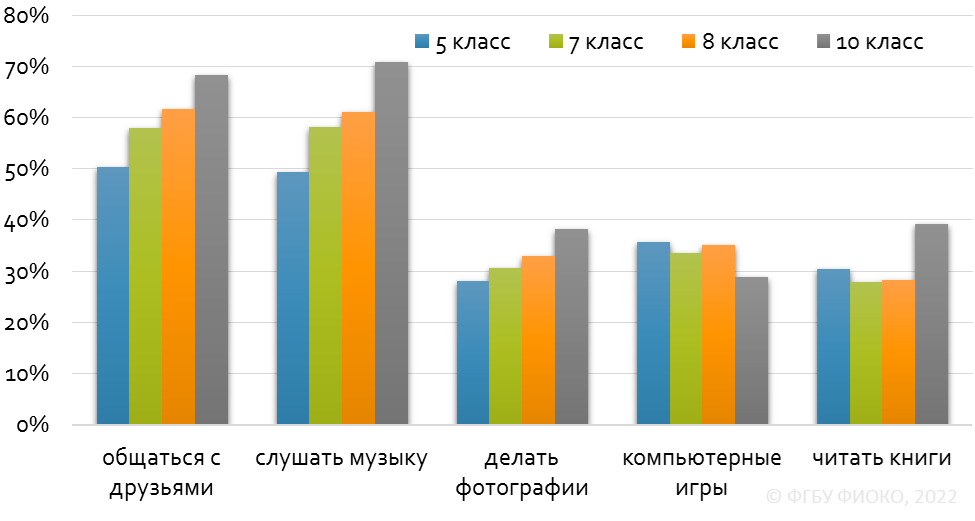 80%
5 класс 7 класс 8 класс 10 класс
70%
60%
50%
40%
30%
20%
10%
0%
общаться с
друзьями
слушать музыку
делать
фотографии
компьютерные
игры
читать книги
© ФГБУ ФИОКО, 2022